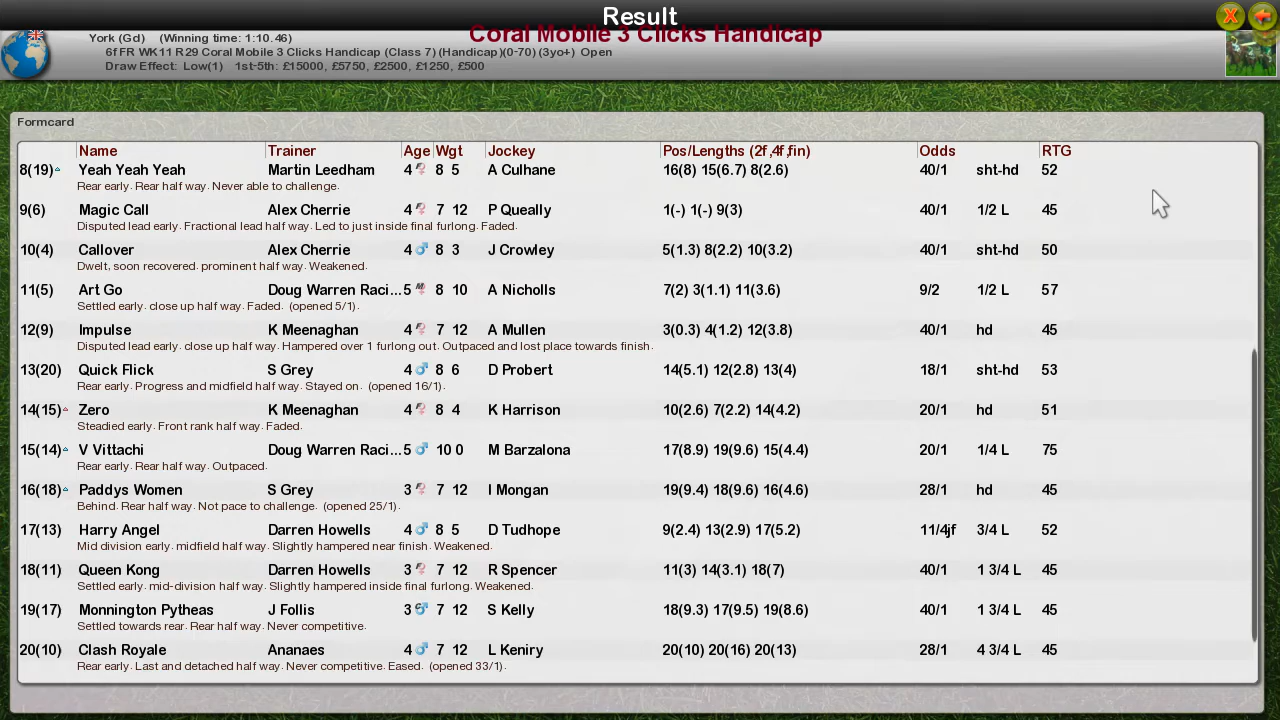 Result
Coral Mobile 3 Clicks Handicap
York (Gd) (Winning time: 1:10.46)
6f FR WK11 R29 Coral Mobile 3 Clicks Handicap (Class 7) (Handicap)(0-70) (3yo+) Open
Draw Effect: Low(1) 1st-5th: £15000, £5750, £2500, £1250, £500
Formcard
Name Trainer Age Wgt Jockey Pos/Lengths (2f,4f,fin) Odds RTG
8(19) Yeah Yeah Yeah Martin Leedham 4 8 5 A Culhane 16(8) 15(6.7) 8(2.6) 40/1 sht-hd 52
Rear early. Rear half way. Never able to challenge.
9(6) Magic Call Alex Cherrie 4 7 12 P Queally 1(-) 1(-) 9(3) 40/1 1/2 L 45
Disputed lead early. Fractional lead half way. Led to just inside final furlong. Faded.
10(4) Callover Alex Cherrie 4 8 3 J Crowley 5(1.3) 8(2.2) 10(3.2) 40/1 sht-hd 50
Dwelt, soon recovered. prominent half way. Weakened.
11(5) Art Go Doug Warren Raci... 5 8 10 A Nicholls 7(2) 3(1.1) 11(3.6) 9/2 1/2 L 57
Settled early. close up half way. Faded. (opened 5/1).
12(9) Impulse K Meenaghan 4 7 12 A Mullen 3(0.3) 4(1.2) 12(3.8) 40/1 hd 45
Disputed lead early. close up half way. Hampered over 1 furlong out. Outpaced and lost place towards finish.
13(20) Quick Flick S Grey 4 8 6 D Probert 14(5.1) 12(2.8) 13(4) 18/1 sht-hd 53
Rear early. Progress and midfield half way. Stayed on. (opened 16/1).
14(15) Zero K Meenaghan 4 8 4 K Harrison 10(2.6) 7(2.2) 14(4.2) 20/1 hd 51
Steadied early. Front rank half way. Faded.
15(14) V Vittachi Doug Warren Raci... 5 10 0 M Barzalona 17(8.9) 19(9.6) 15(4.4) 20/1 1/4 L 75
Rear early. Rear half way. Outpaced.
16(18) Paddys Women S Grey 3 7 12 I Mongan 19(9.4) 18(9.6) 16(4.6) 28/1 hd 45
Behind. Rear half way. Not pace to challenge. (opened 25/1).
17(13) Harry Angel Darren Howells 4 8 5 D Tudhope 9(2.4) 13(2.9) 17(5.2) 11/4jf 3/4 L 52
Mid division early. midfield half way. Slightly hampered near finish. Weakened.
18(11) Queen Kong Darren Howells 3 7 12 R Spencer 11(3) 14(3.1) 18(7) 40/1 1 3/4 L 45
Settled early. mid-division half way. Slightly hampered inside final furlong. Weakened.
19(17) Monnington Pytheas J Follis 3 7 12 S Kelly 18(9.3) 17(9.5) 19(8.6) 40/1 1 3/4 L 45
Settled towards rear. Rear half way. Never competitive.
20(10) Clash Royale Ananaes 4 7 12 L Keniry 20(10) 20(16) 20(13) 28/1 4 3/4 L 45
Rear early. Last and detached half way. Never competitive. Eased. (opened 33/1).